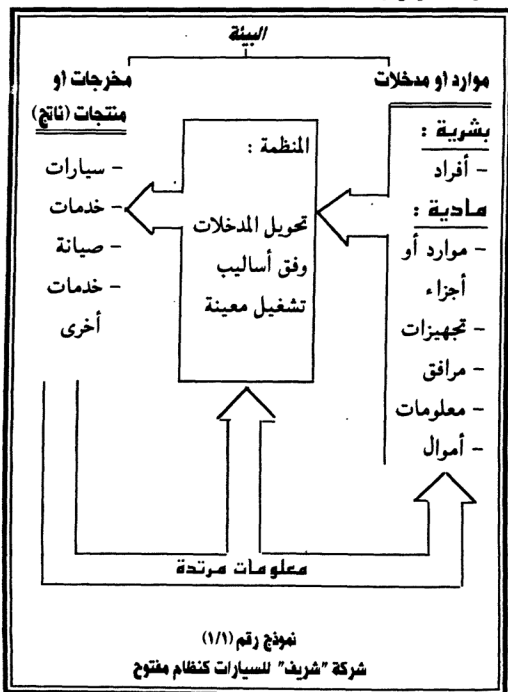 البيئة
موارد او مدخلات
بشرية :
- أفراد
مادية :
- موارد أو
أجزاء
- تجهيزات
- مرافق
- معلومات
- أموال
المنظمة :
تحويل المدخلات
وفق أساليب
تشغيل معينة
مخرجات او
منتجات (ناتج)
- سيارات
- خدمات
- صيانة
- خدمات
أخرى
معلومات مرتدة
نموذج رقم (١/١)
شركة "شريف" للسيارات كنظام مفتوح